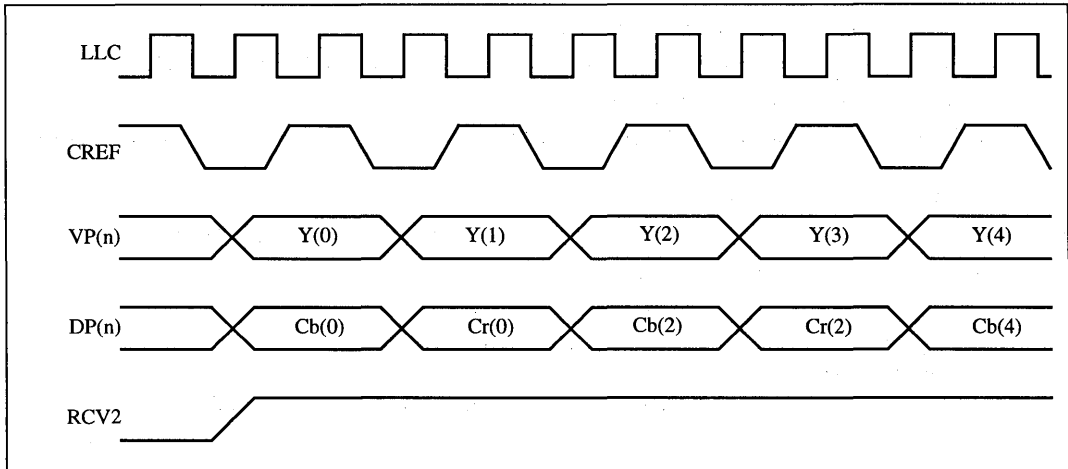 LLC
CREF
VP(n) Y(0) Y(1) Y(2) Y(3) Y(4)
DP(n) Cb(0) Cr(0) Cb(2) Cr(2) Cb(4)
RCV2